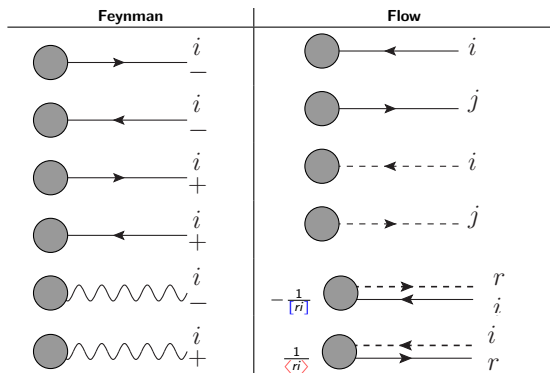 Feynman Flow
i
− i
i
− j
i
+ i
i
+ j
i
− −1/[ri] r
i
i
+ 1/⟨ri⟩ i
r